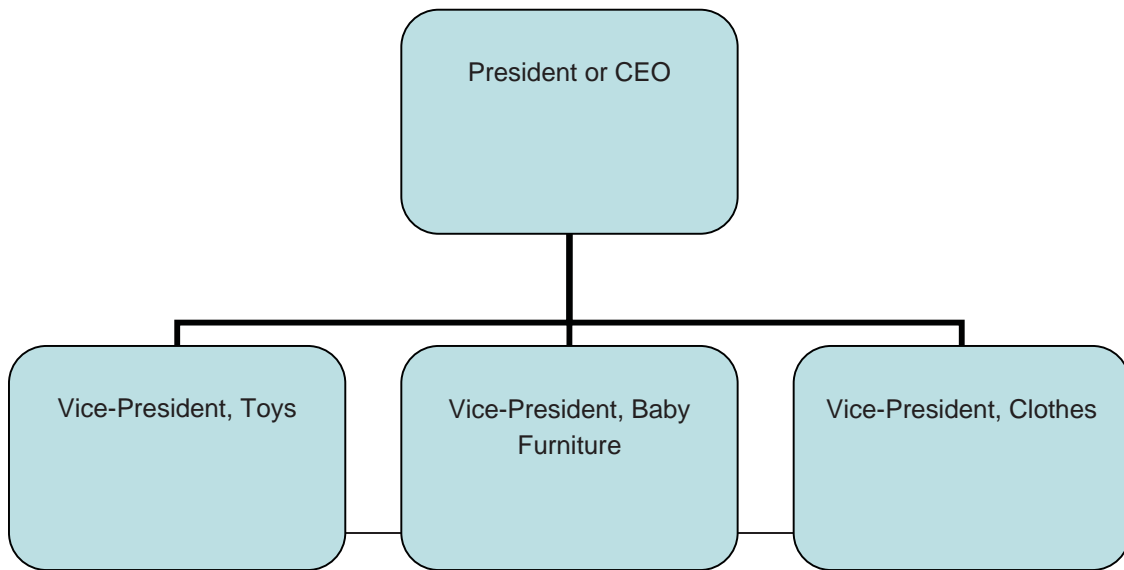 President or CEO
Vice-President, Toys
Vice-President, Baby
Furniture
Vice-President, Clothes